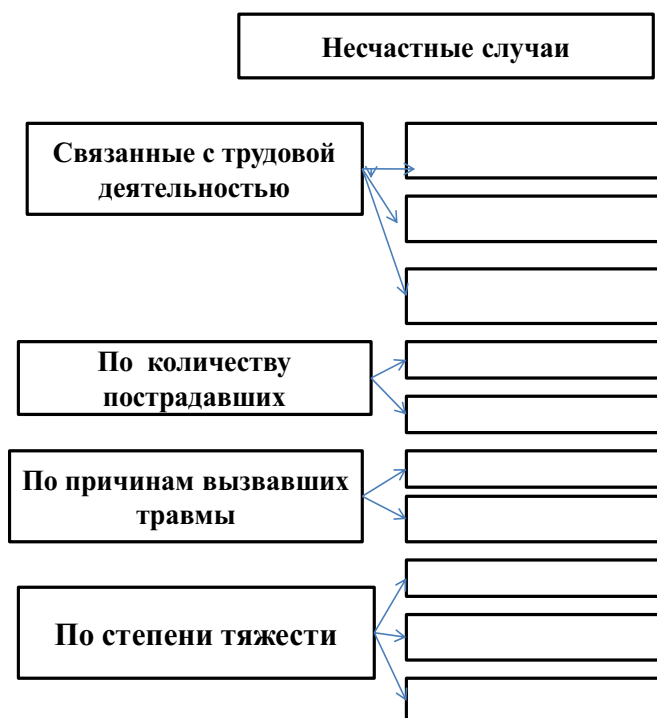 Несчастные случаи
Связанные с трудовой
деятельностью
По количеству
пострадавших
По причинам вызвавших
травмы
По степени тяжести